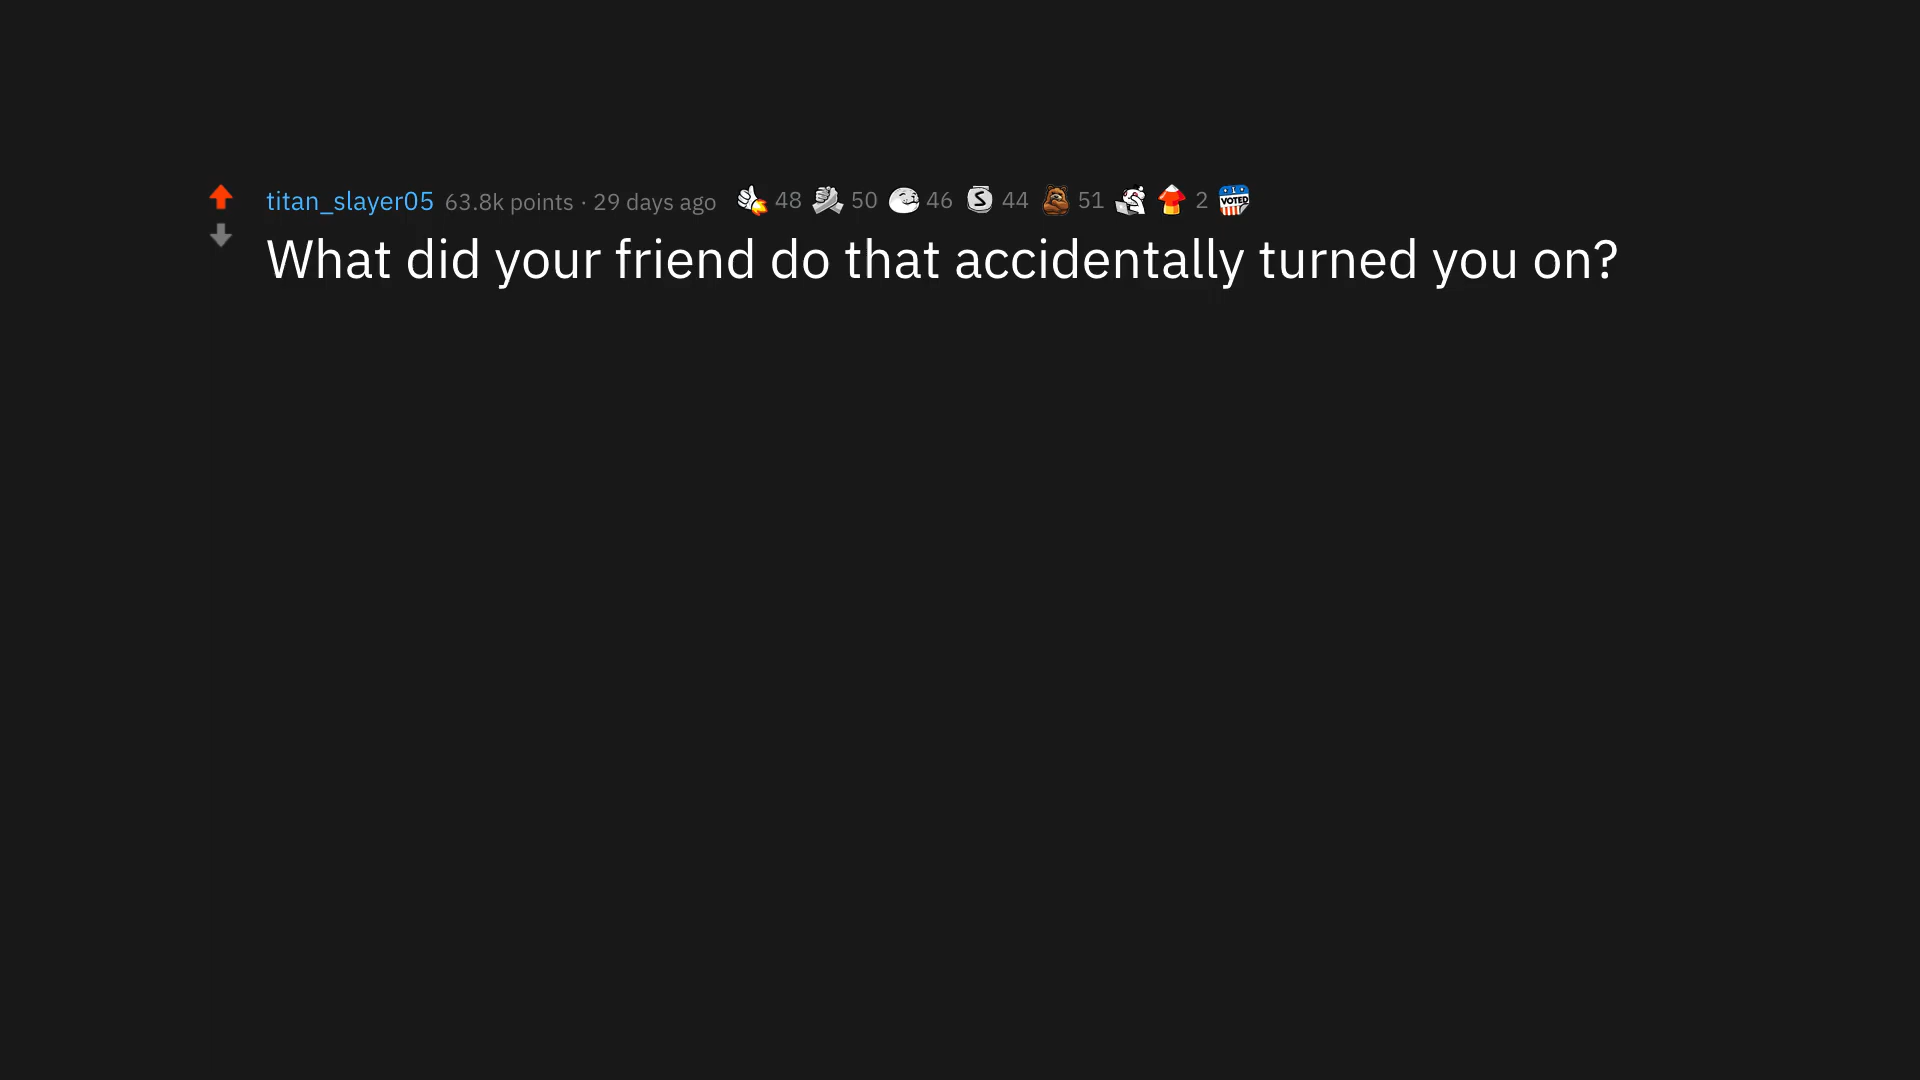 titan_slayer05 63.8k points · 29 days ago 48 50 46 S 44 51 2 I VOTED
What did your friend do that accidentally turned you on?